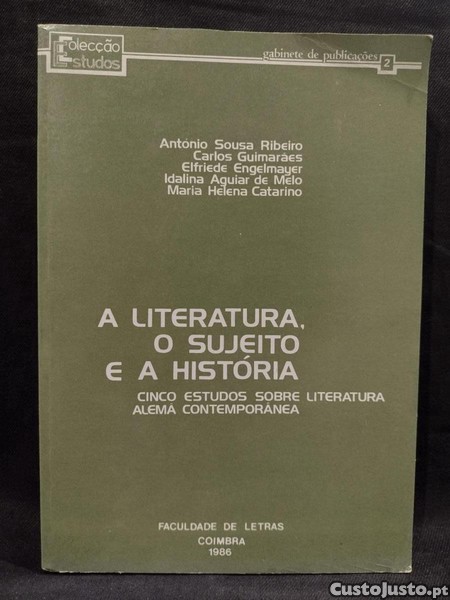 Colecção
Estudos
gabinete de publicações 2
António Sousa Ribeiro
Carlos Guimarães
Elfriede Engelmayer
Idalina Aguiar de Melo
Maria Helena Catarino
A LITERATURA,
O SUJEITO
E A HISTÓRIA
CINCO ESTUDOS SOBRE LITERATURA
ALEMÃ CONTEMPORÂNEA
FACULDADE DE LETRAS
COIMBRA
1986
CustoJusto.pt